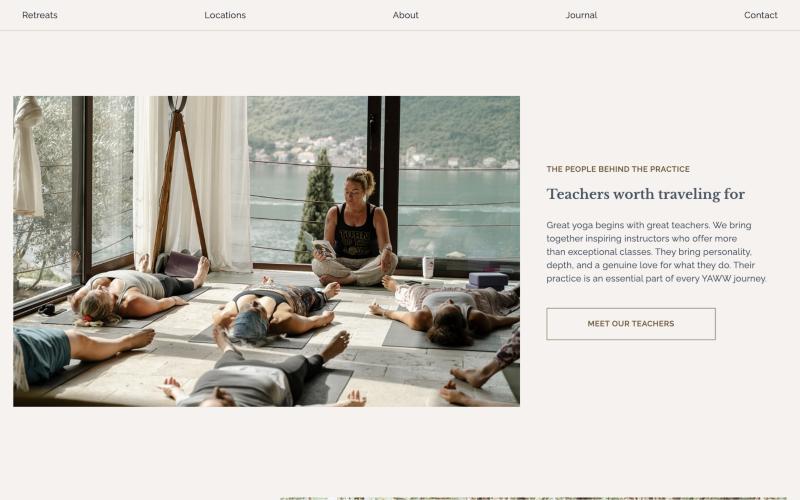 Retreats
Locations
About
Journal
Contact
THE PEOPLE BEHIND THE PRACTICE
Teachers worth traveling for
Great yoga begins with great teachers. We bring
together inspiring instructors who offer more
than exceptional classes. They bring personality,
depth, and a genuine love for what they do. Their
practice is an essential part of every YAWW journey.
MEET OUR TEACHERS